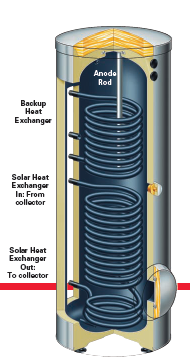 Anode
Rod
Backup
Heat
Exchanger
Solar Heat
Exchanger
In: From
collector
Solar Heat
Exchanger
Out:
To collector